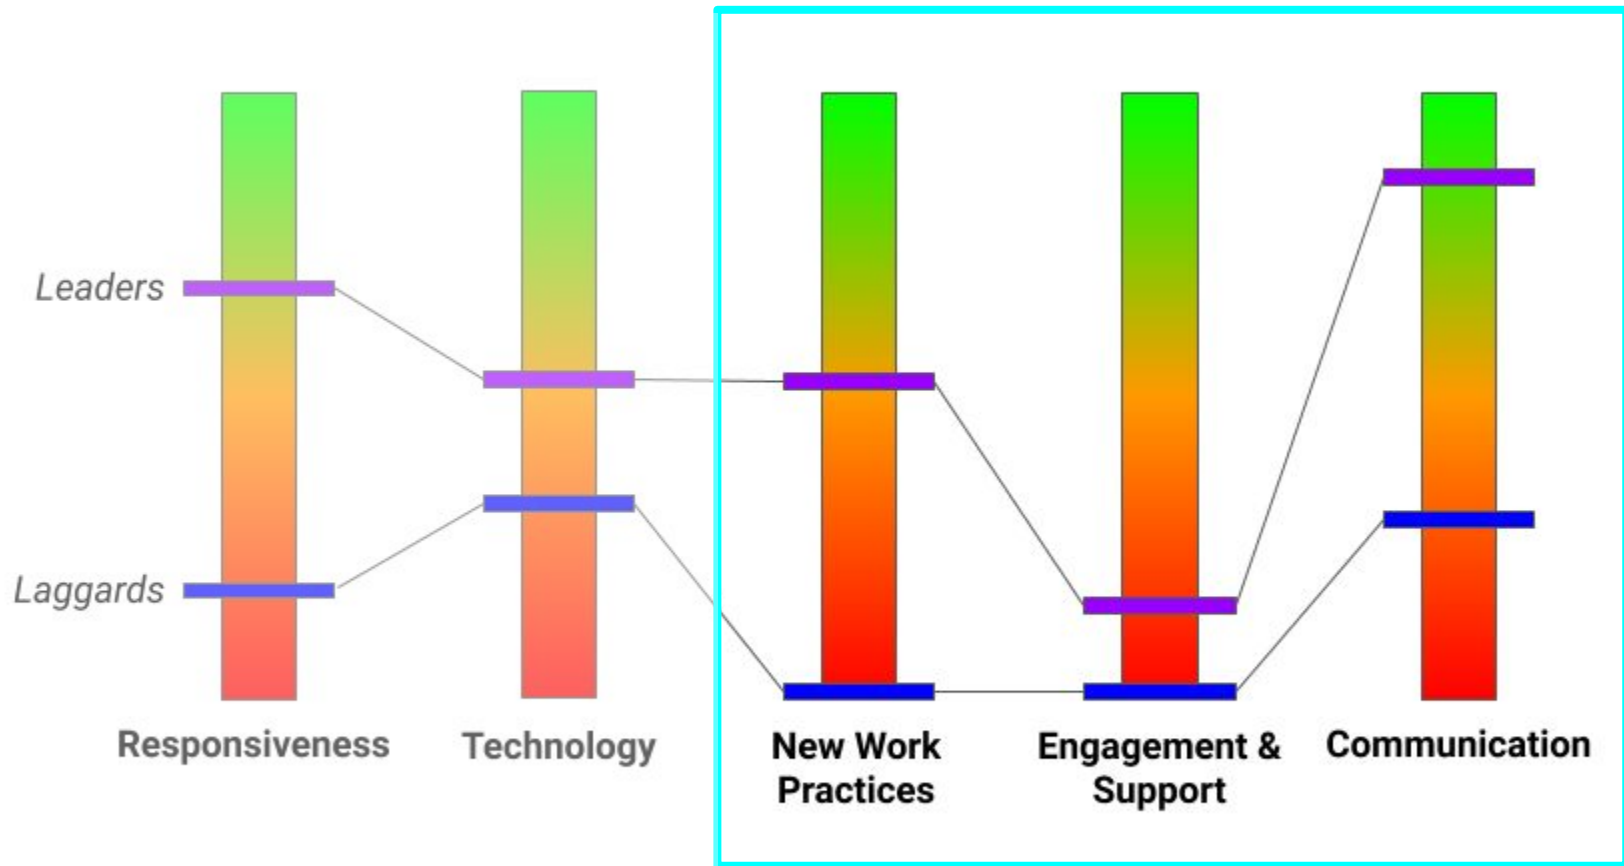 Leaders
Laggards
Responsiveness
Technology
New Work
Practices
Engagement &
Support
Communication